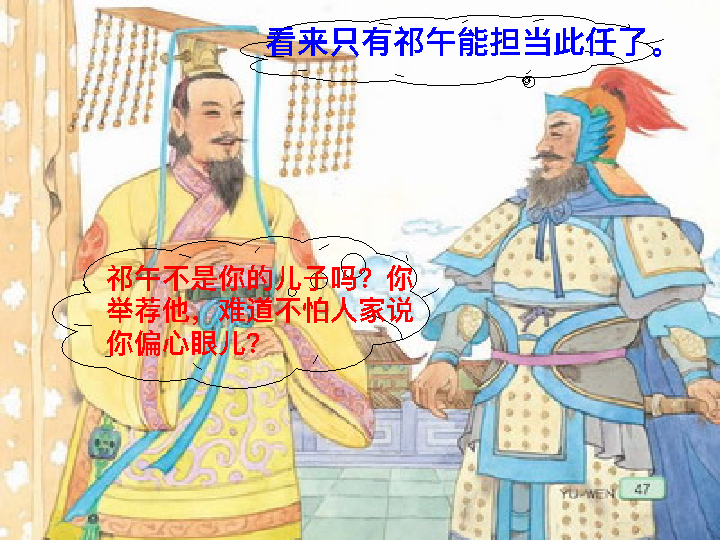 看来只有祁午能担当此任了。
祁午不是你的儿子吗？你
举荐他，难道不怕人家说
你偏心眼儿？
YU-WEN 47